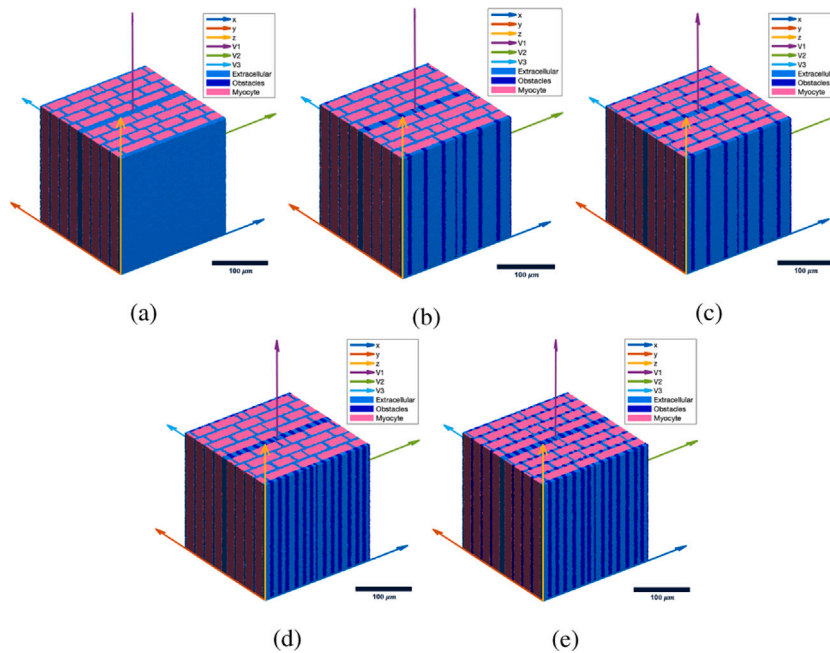 x
y
z
V1
V2
V3
Extracellular
Obstacles
Myocyte
100 μm
(a)
x
y
z
V1
V2
V3
Extracellular
Obstacles
Myocyte
100 μm
(b)
x
y
z
V1
V2
V3
Extracellular
Obstacles
Myocyte
100 μm
(c)
x
y
z
V1
V2
V3
Extracellular
Obstacles
Myocyte
100 μm
(d)
x
y
z
V1
V2
V3
Extracellular
Obstacles
Myocyte
100 μm
(e)